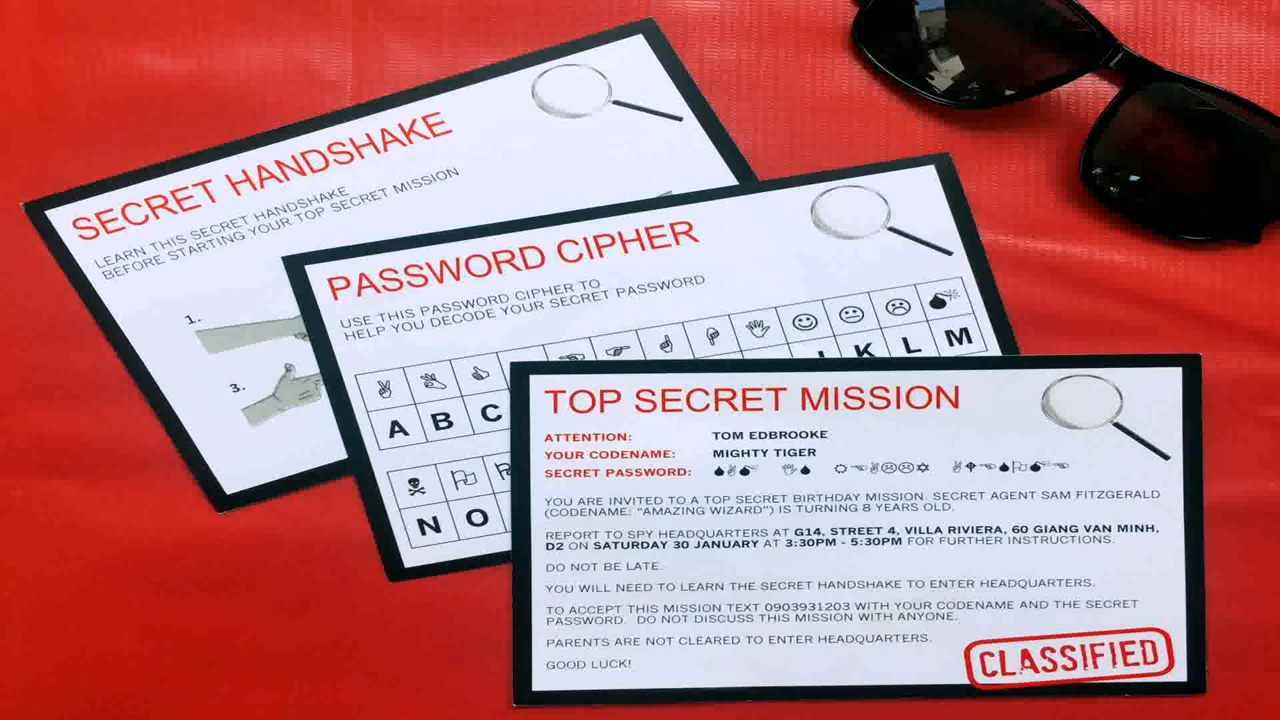 SECRET HANDSHAKE
LEARN THIS SECRET HANDSHAKE
BEFORE STARTING YOUR TOP SECRET MISSION
1.
3.
PASSWORD CIPHER
USE THIS PASSWORD CIPHER TO
HELP YOU DECODE YOUR SECRET PASSWORD
A B C K L M
N O
TOP SECRET MISSION
ATTENTION: TOM EDBROOKE
YOUR CODENAME: MIGHTY TIGER
SECRET PASSWORD:
YOU ARE INVITED TO A TOP SECRET BIRTHDAY MISSION. SECRET AGENT SAM FITZGERALD
(CODENAME: "AMAZING WIZARD") IS TURNING 8 YEARS OLD.
REPORT TO SPY HEADQUARTERS AT G14, STREET 4, VILLA RIVIERA, 60 GIANG VAN MINH,
D2 ON SATURDAY 30 JANUARY AT 3:30PM - 5:30PM FOR FURTHER INSTRUCTIONS.
DO NOT BE LATE.
YOU WILL NEED TO LEARN THE SECRET HANDSHAKE TO ENTER HEADQUARTERS.
TO ACCEPT THIS MISSION TEXT 0903931203 WITH YOUR CODENAME AND THE SECRET
PASSWORD. DO NOT DISCUSS THIS MISSION WITH ANYONE.
PARENTS ARE NOT CLEARED TO ENTER HEADQUARTERS.
GOOD LUCK!
CLASSIFIED